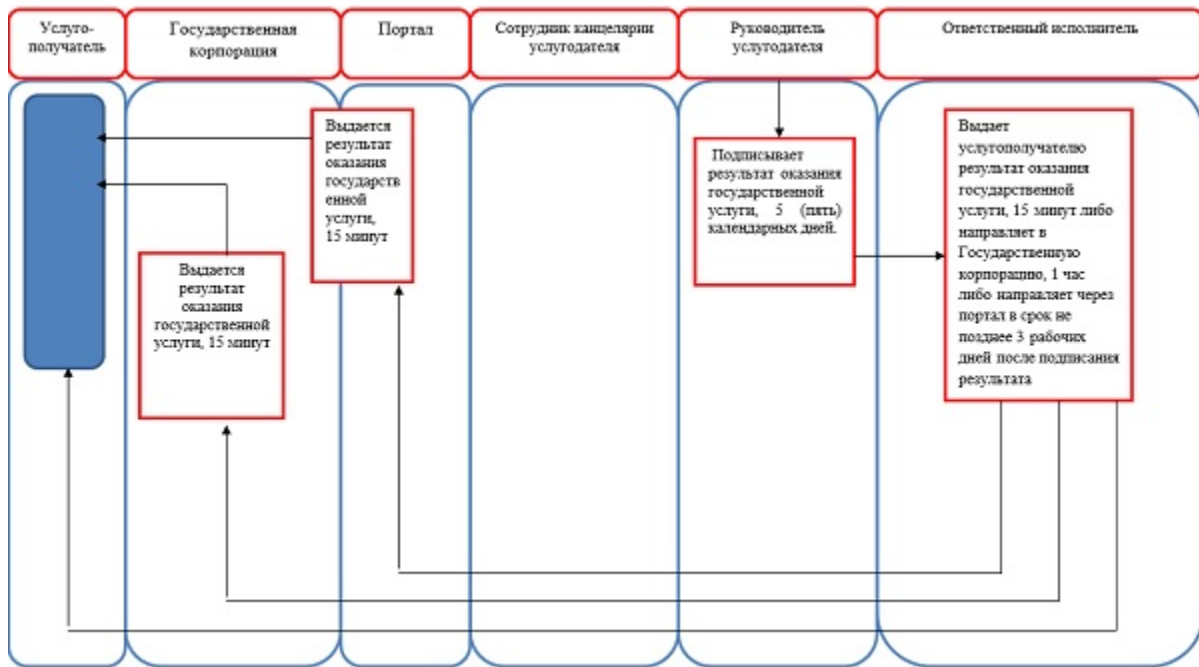 Услуго-
получатель
Государственная
корпорация
Портал
Сотрудник канцелярии
услугодателя
Руководитель
услугодателя
Ответственный исполнитель
Выдается
результат
оказания
государств
енной
услуги,
15 минут
Выдается
результат
оказания
государственной
услуги, 15 минут
Подписывает
результат оказания
государственной
услуги, 5 (пять)
календарных дней.
Выдает
услугополучателю
результат оказания
государственной
услуги, 15 минут либо
направляет в
Государственную
корпорацию, 1 час
либо направляет через
портал в срок не
позднее 3 рабочих
дней после подписания
результата